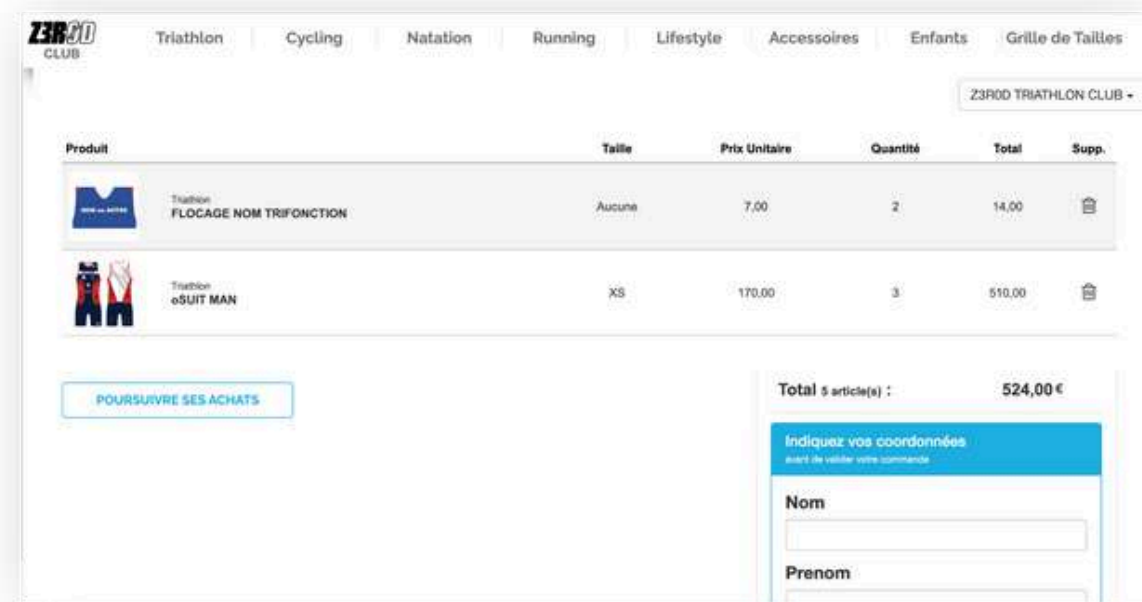 Z3R0D
CLUB
Triathlon Cycling Natation Running Lifestyle Accessoires Enfants Grille de Tailles
Z3R0D TRIATHLON CLUB
Produit Taille Prix Unitaire Quantité Total Supp.
Triathlon
FLOCAGE NOM TRIFONCTION Aucune 7,00 2 14,00
Triathlon
oSUIT MAN XS 170,00 3 510,00
POURSUIVRE SES ACHATS
Total 5 article(s) : 524,00 €
Indiquez vos coordonnées
avant de valider votre commande
Nom
Prenom